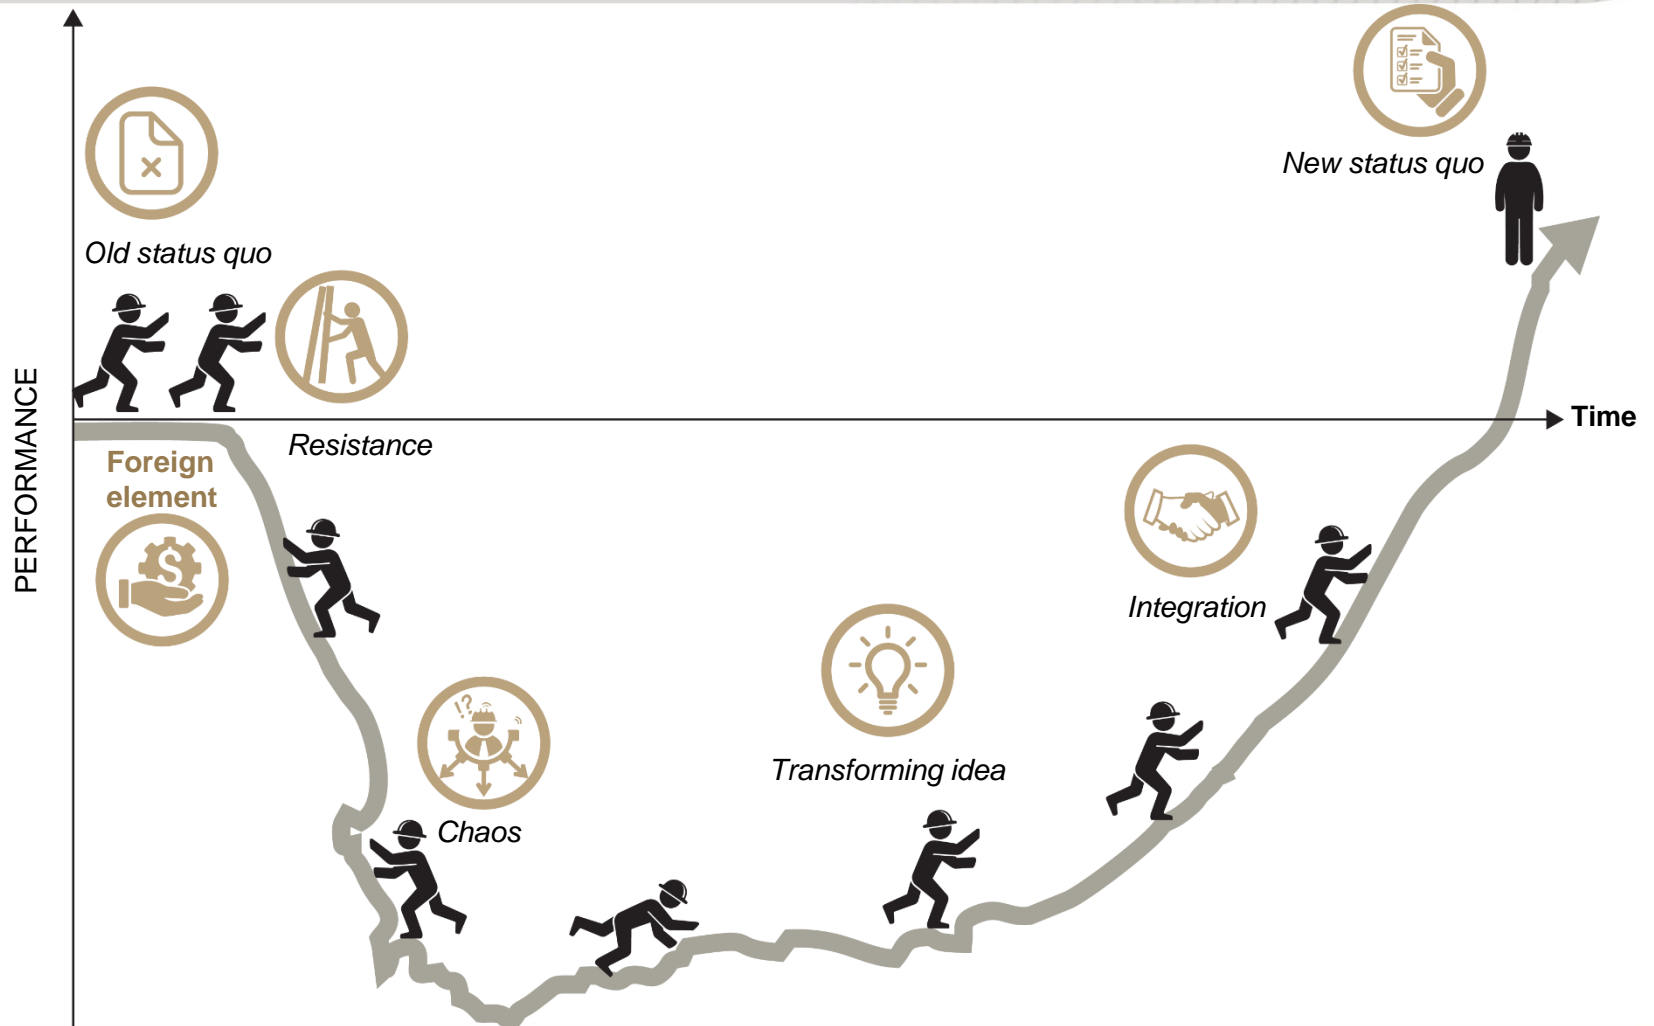 New status quo
Old status quo
PERFORMANCE
Time
Resistance
Foreign
element
$
Integration
!?
Transforming idea
Chaos